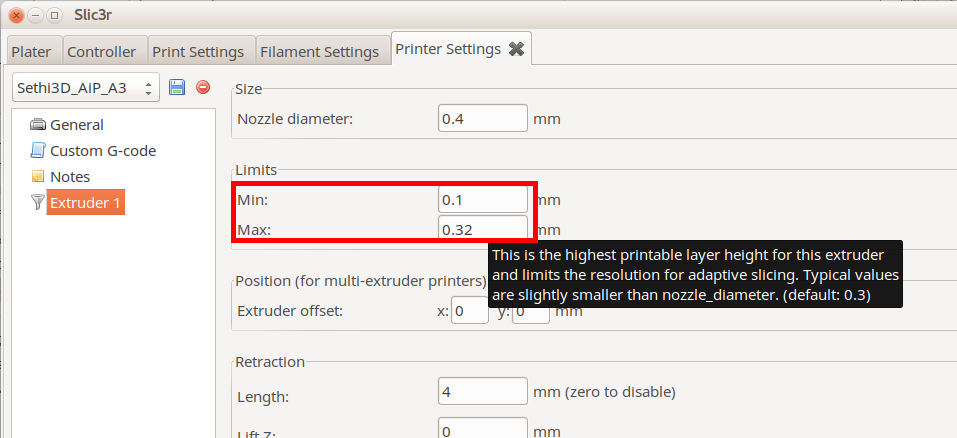 Slic3r
Plater Controller Print Settings Filament Settings Printer Settings
SethI3D_AiP_A3
General
Custom G-code
Notes
Extruder 1
Size
Nozzle diameter: 0.4 mm
Limits
Min: 0.1 mm
Max: 0.32 mm
This is the highest printable layer height for this extruder
and limits the resolution for adaptive slicing. Typical values
are slightly smaller than nozzle_diameter. (default: 0.3)
Position (for multi-extruder printers)
Extruder offset: x: 0 y: 0 mm
Retraction
Length: 4 mm (zero to disable)
Lift Z: 0 mm